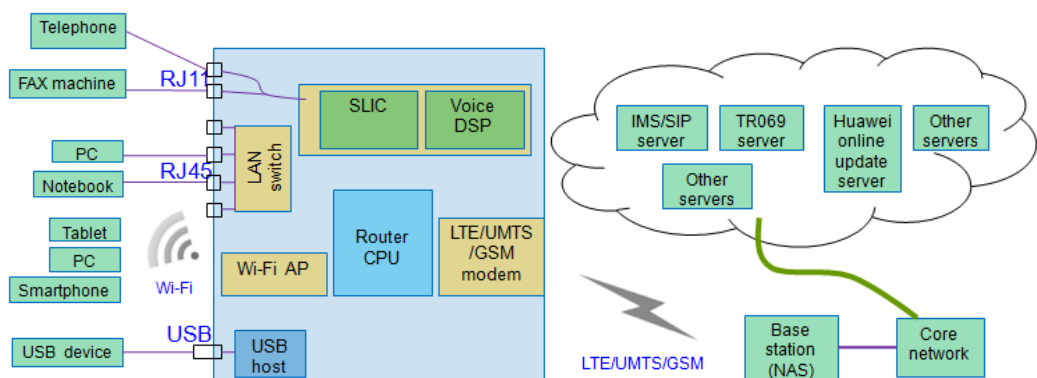 Telephone
FAX machine
RJ11
SLIC
Voice
DSP
PC
Notebook
RJ45
LAN
switch
Tablet
PC
Smartphone
Wi-Fi
Wi-Fi AP
Router
CPU
LTE/UMTS
/GSM
modem
USB device
USB
USB
host
IMS/SIP
server
TR069
server
Huawei
online
update
server
Other
servers
Other
servers
LTE/UMTS/GSM
Base
station
(NAS)
Core
network